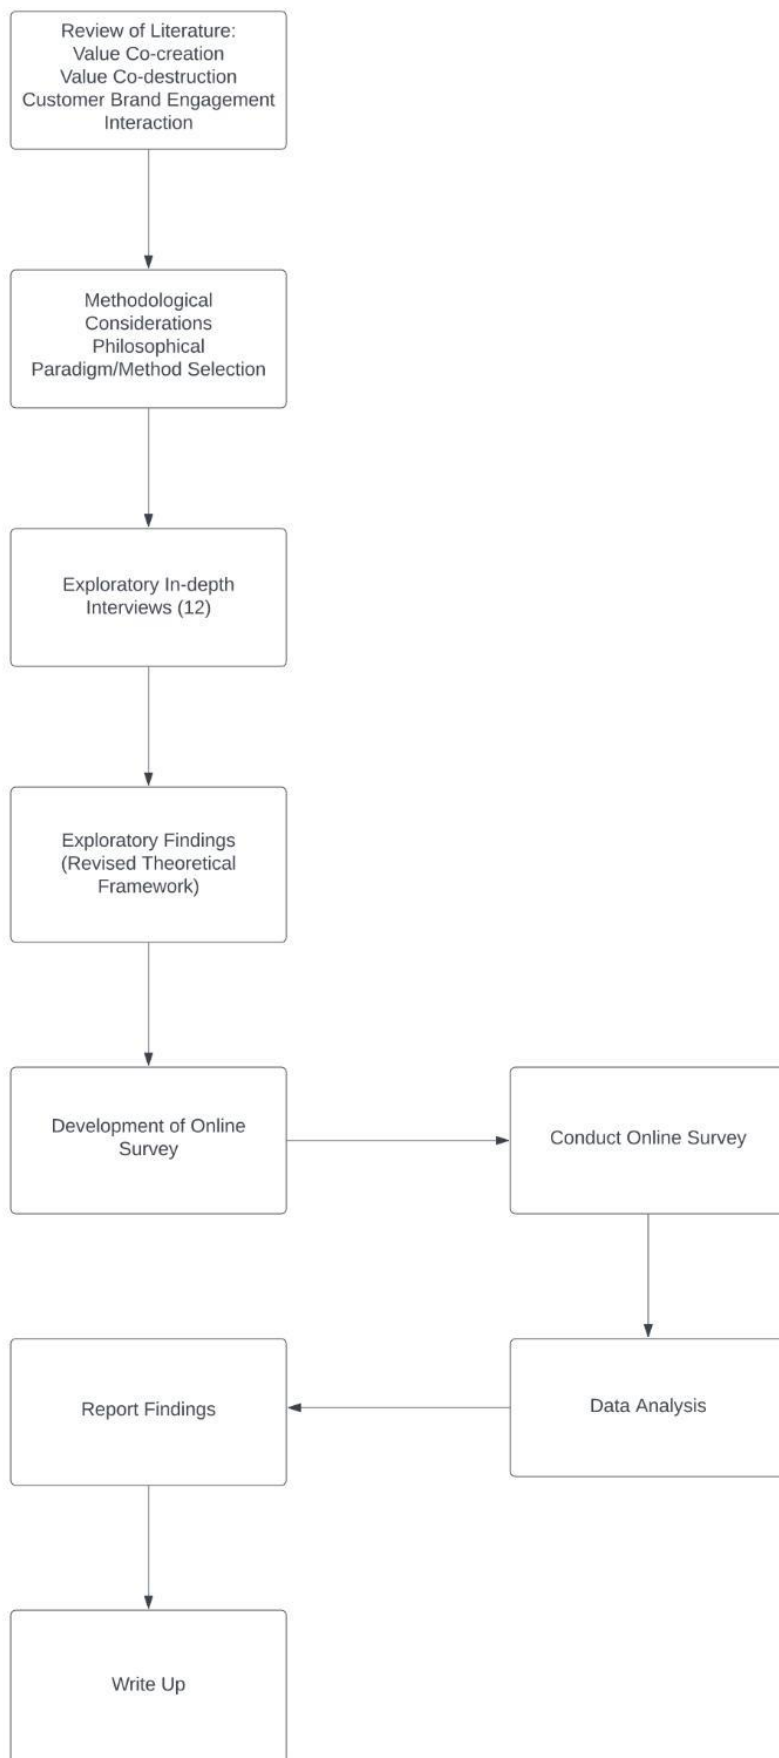 Review of Literature:
Value Co-creation
Value Co-destruction
Customer Brand Engagement
Interaction
Methodological
Considerations
Philosophical
Paradigm/Method Selection
Exploratory In-depth
Interviews (12)
Exploratory Findings
(Revised Theoretical
Framework)
Development of Online
Survey
Conduct Online Survey
Data Analysis
Report Findings
Write Up